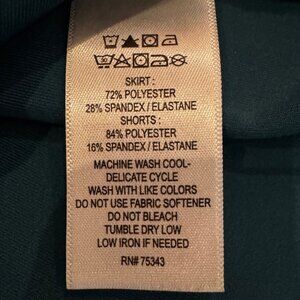 SKIRT :
72% POLYESTER
28% SPANDEX / ELASTANE
SHORTS :
84% POLYESTER
16% SPANDEX / ELASTANE
MACHINE WASH COOL-
DELICATE CYCLE
WASH WITH LIKE COLORS
DO NOT USE FABRIC SOFTENER
DO NOT BLEACH
TUMBLE DRY LOW
LOW IRON IF NEEDED
RN# 75343